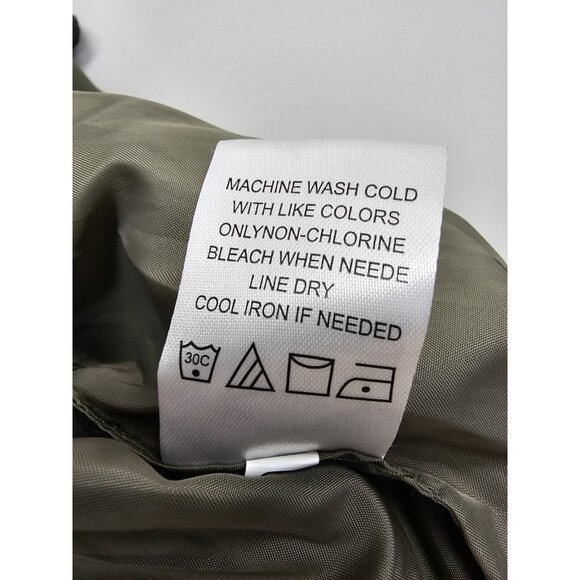 MACHINE WASH COLD
WITH LIKE COLORS
ONLYNON-CHLORINE
BLEACH WHEN NEEDE
LINE DRY
COOL IRON IF NEEDED
30C